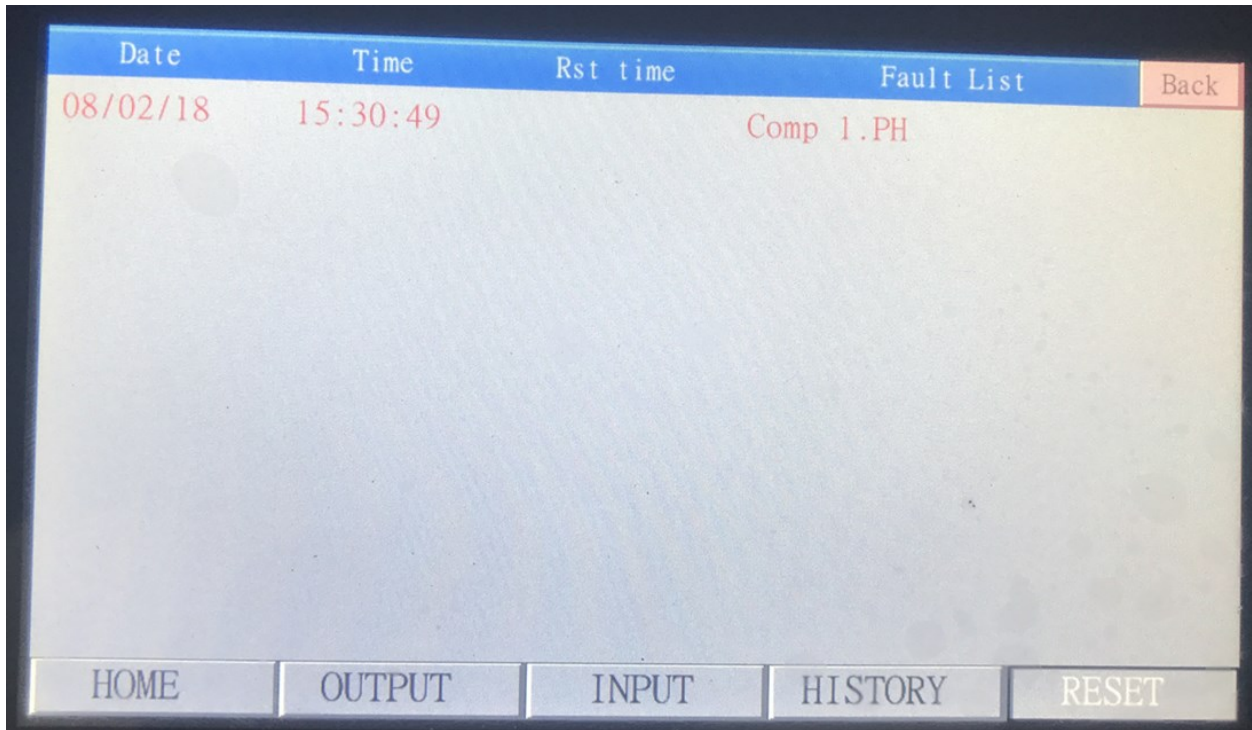 Date Time Rst time Fault List Back
08/02/18 15:30:49 Comp 1.PH
HOME OUTPUT INPUT HISTORY RESET